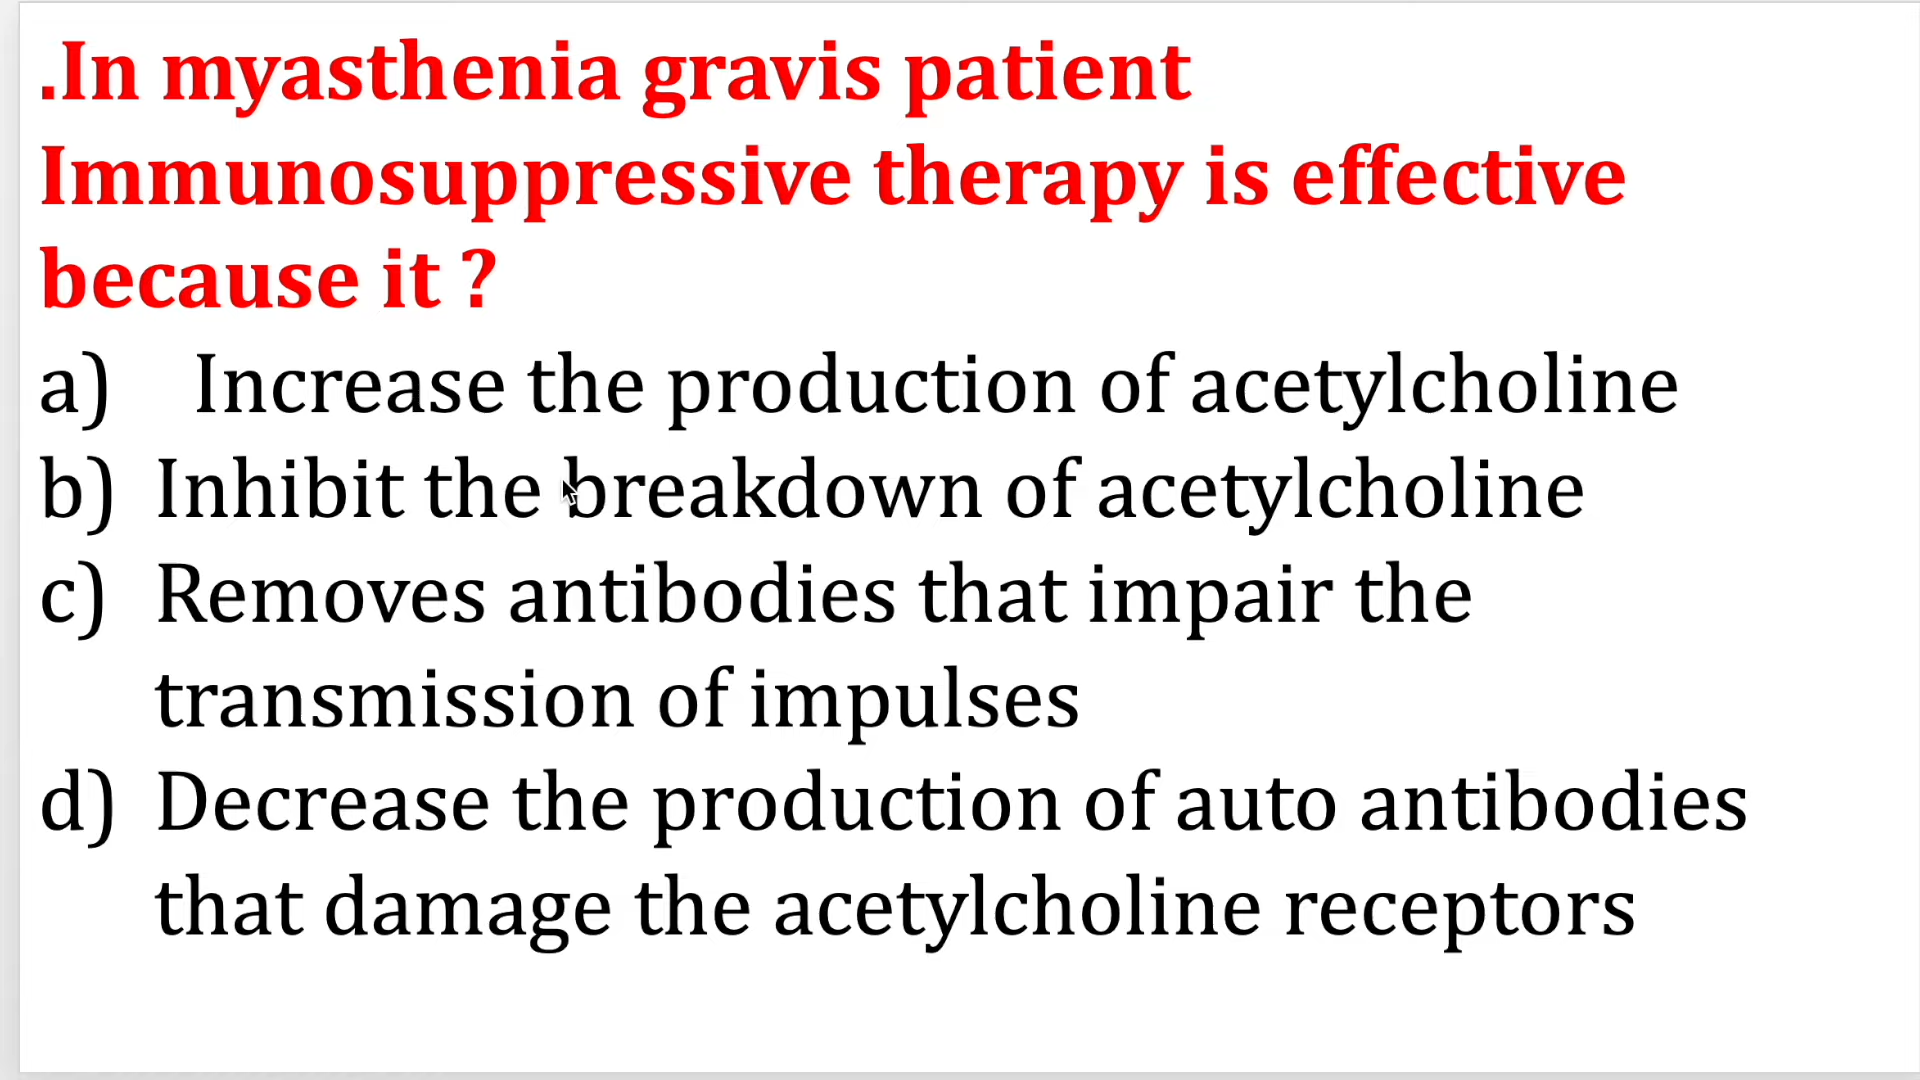 .In myasthenia gravis patient
Immunosuppressive therapy is effective
because it ?
a) Increase the production of acetylcholine
b) Inhibit the breakdown of acetylcholine
c) Removes antibodies that impair the
transmission of impulses
d) Decrease the production of auto antibodies
that damage the acetylcholine receptors